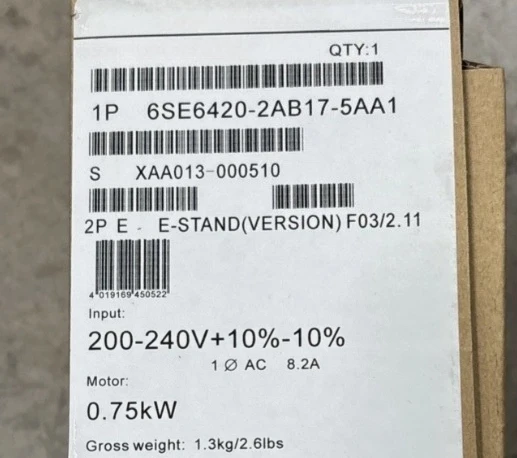 QTY:1
1P 6SE6420-2AB17-5AA1
S XAA013-000510
2P E - E-STAND(VERSION) F03/2.11
4 019169 450522
Input:
200-240V+10%-10%
1 Ø AC 8.2A
Motor:
0.75kW
Gross weight: 1.3kg/2.6lbs